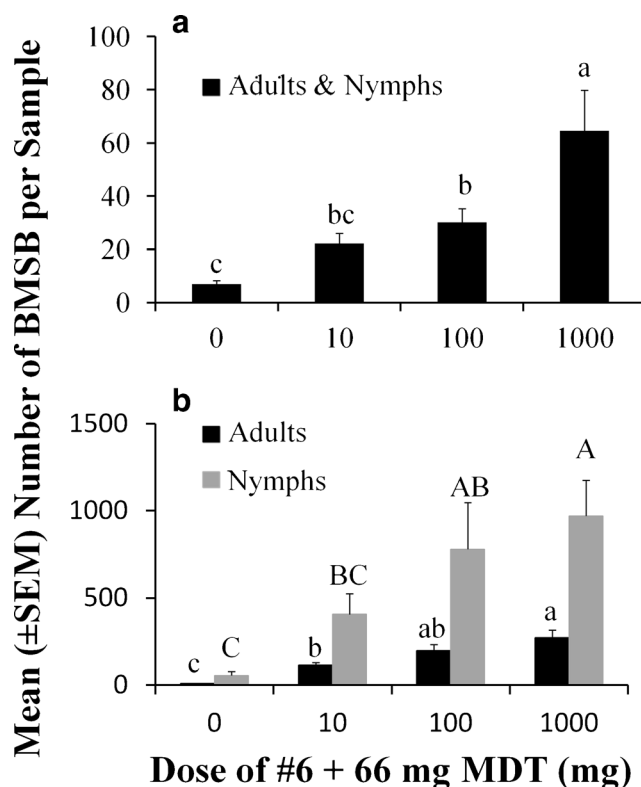 Mean (±SEM) Number of BMSB per Sample
a
100
80
60
40
20
0
Adults & Nymphs
c
bc
b
a
0 10 100 1000
b
1500
1000
500
0
Adults
Nymphs
c C
b BC
ab AB
a A
0 10 100 1000
Dose of #6 + 66 mg MDT (mg)